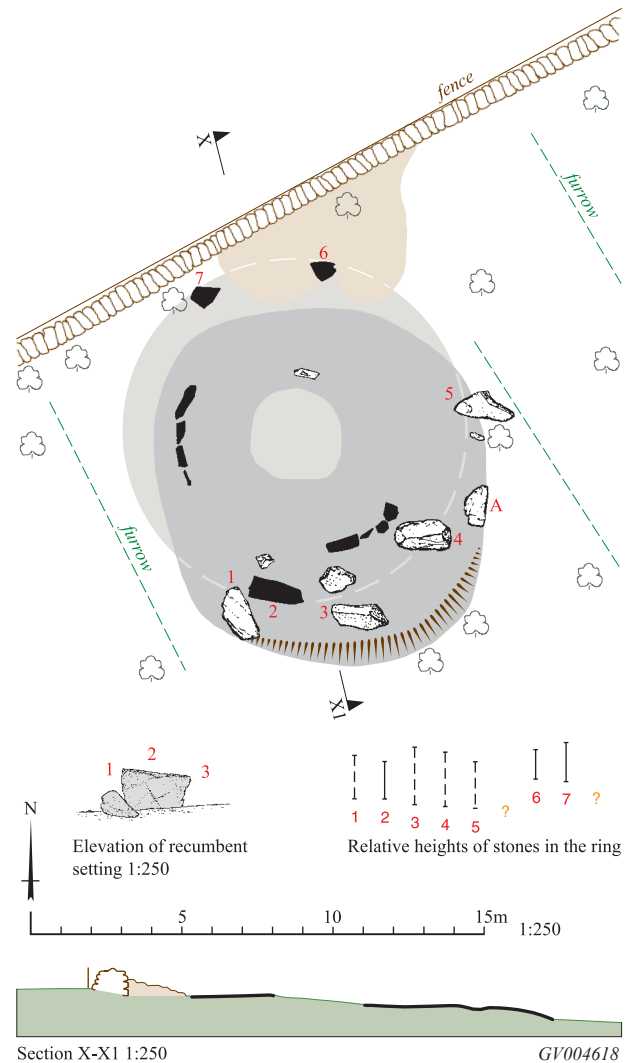 fence
X
furrow
6
7
5
A
4
furrow
1
2
3
X1
2
1
3
N
1
2
3
4
5
?
6
7
?
Elevation of recumbent
setting 1:250
Relative heights of stones in the ring
5
10
15m
1:250
Section X-X1 1:250
GV004618